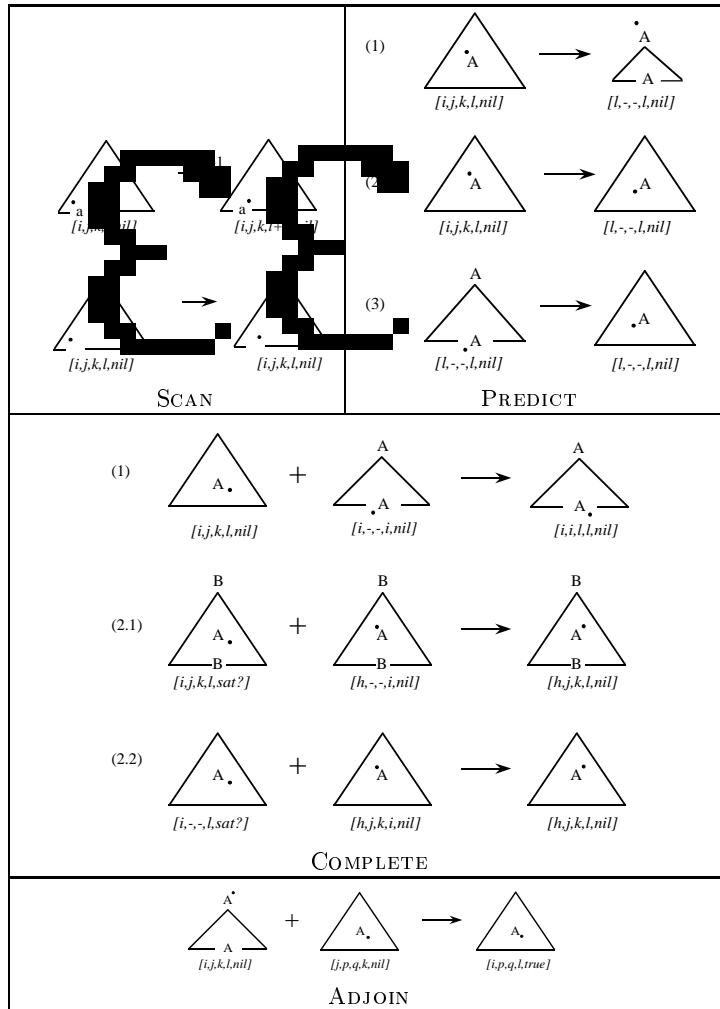 a
a
[i,j,k,l,nil]
[i,j,k,l,nil]
SCAN
(1)
A
[i,j,k,l,nil]
A
A
[l,-,-,l,nil]
A
[i,j,k,l,nil]
A
[l,-,-,l,nil]
(3)
A
A
[l,-,-,l,nil]
A
[l,-,-,l,nil]
PREDICT
(1)
A
[i,j,k,l,nil]
+
A
A
[i,-,-,i,nil]
A
A
[i,i,l,l,nil]
(2.1)
B
A
B
[i,j,k,l,sat?]
+
B
A
B
[h,-,-,i,nil]
B
A
B
[h,j,k,l,nil]
(2.2)
A
[i,-,-,l,sat?]
+
A
[h,j,k,i,nil]
A
[h,j,k,l,nil]
COMPLETE
A
A
[i,j,k,l,nil]
+
A
[j,p,q,k,nil]
A
[i,p,q,l,true]
ADJOIN